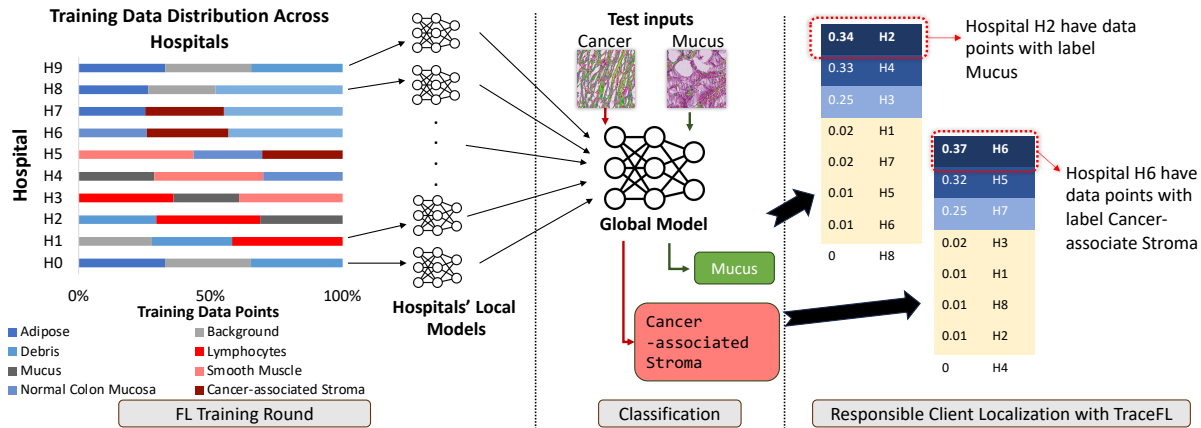 Training Data Distribution Across
Hospitals
Hospital
H9
H8
H7
H6
H5
H4
H3
H2
H1
H0
0%
50%
100%
Training Data Points
Adipose
Background
Debris
Lymphocytes
Mucus
Smooth Muscle
Normal Colon Mucosa
Cancer-associated Stroma
FL Training Round
Hospitals' Local
Models
Test inputs
Cancer
Mucus
Global Model
Mucus
Cancer
-associated
Stroma
Classification
0.34 H2
0.33 H4
0.25 H3
0.02 H1
0.02 H7
0.01 H5
0.01 H6
0 H8
Hospital H2 have data
points with label
Mucus
0.37 H6
0.32 H5
0.25 H7
0.02 H3
0.01 H1
0.01 H8
0.01 H2
0 H4
Hospital H6 have
data points with
label Cancer-
associate Stroma
Responsible Client Localization with TraceFL